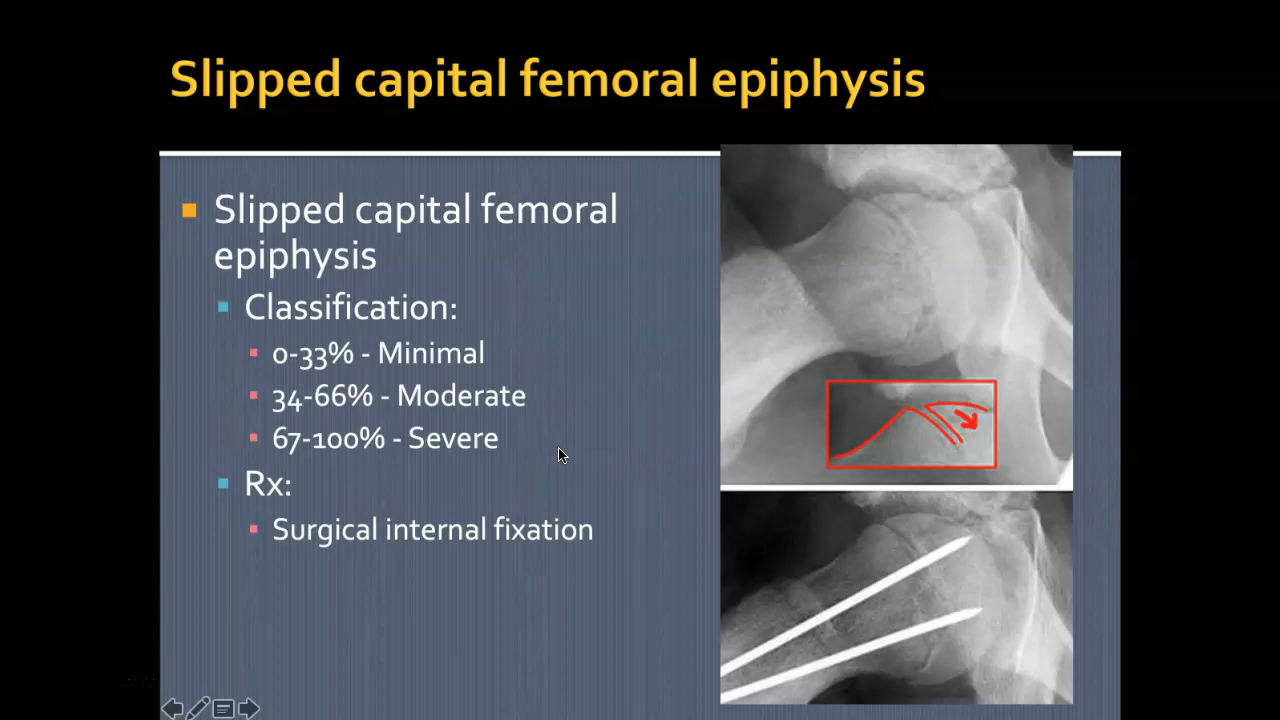 Slipped capital femoral epiphysis
Slipped capital femoral
epiphysis
Classification:
0-33% - Minimal
34-66% - Moderate
67-100% - Severe
Rx:
Surgical internal fixation